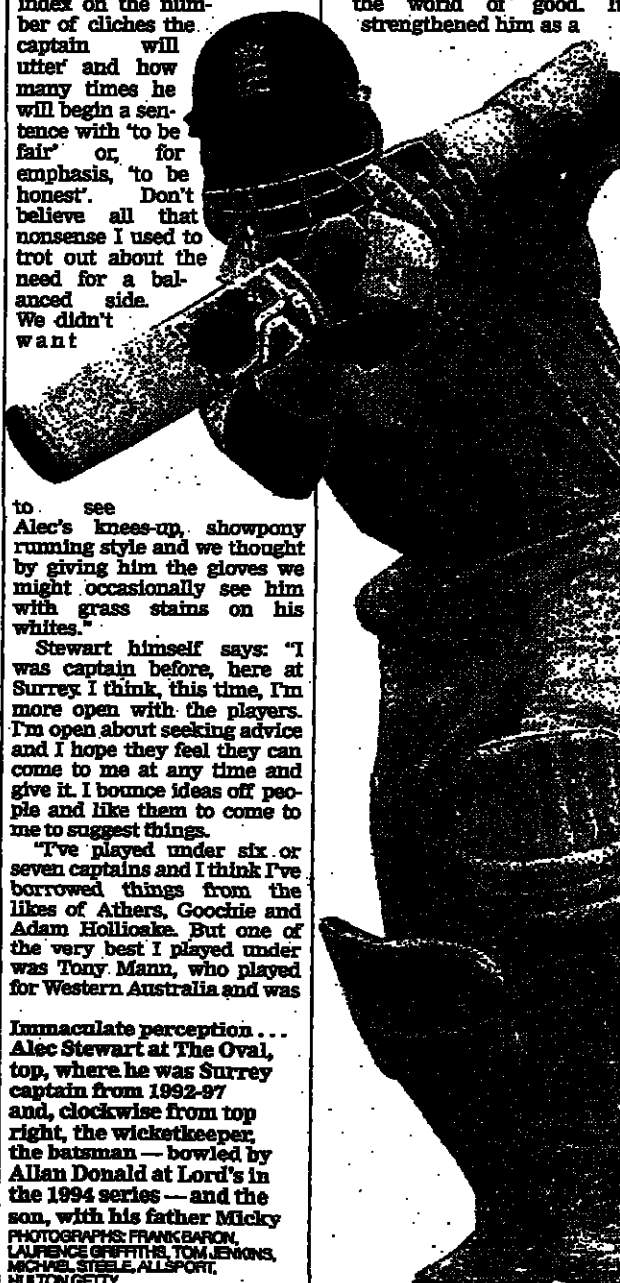 index on the num-
ber of cliches the
captain will
utter and how
many times he
will begin a sen-
tence with 'to be
fair' or, for
emphasis, 'to be
honest'. Don't
believe all that
nonsense I used to
trot out about the
need for a bal-
anced side.
We didn't
want
to see
Alec's knees-up, showpony
running style and we thought
by giving him the gloves we
might occasionally see him
with grass stains on his
whites."
Stewart himself says: "I
was captain before, here at
Surrey. I think, this time, I'm
more open with the players.
I'm open about seeking advice
and I hope they feel they can
come to me at any time and
give it. I bounce ideas off peo-
ple and like them to come to
me to suggest things.
"I've played under six or
seven captains and I think I've
borrowed things from the
likes of Athers, Goochie and
Adam Hollioake. But one of
the very best I played under
was Tony Mann, who played
for Western Australia and was
Immaculate perception . . .
Alec Stewart at The Oval,
top, where he was Surrey
captain from 1992-97
and, clockwise from top
right, the wicketkeeper,
the batsman — bowled by
Allan Donald at Lord's in
the 1994 series — and the
son, with his father Micky
PHOTOGRAPHS: FRANK BARON,
LAURENCE GRIFFITHS, TOM JENKINS,
MICHAEL STEELE, ALLSPORT,
HULTON GETTY
the world of good.
strengthened him as a